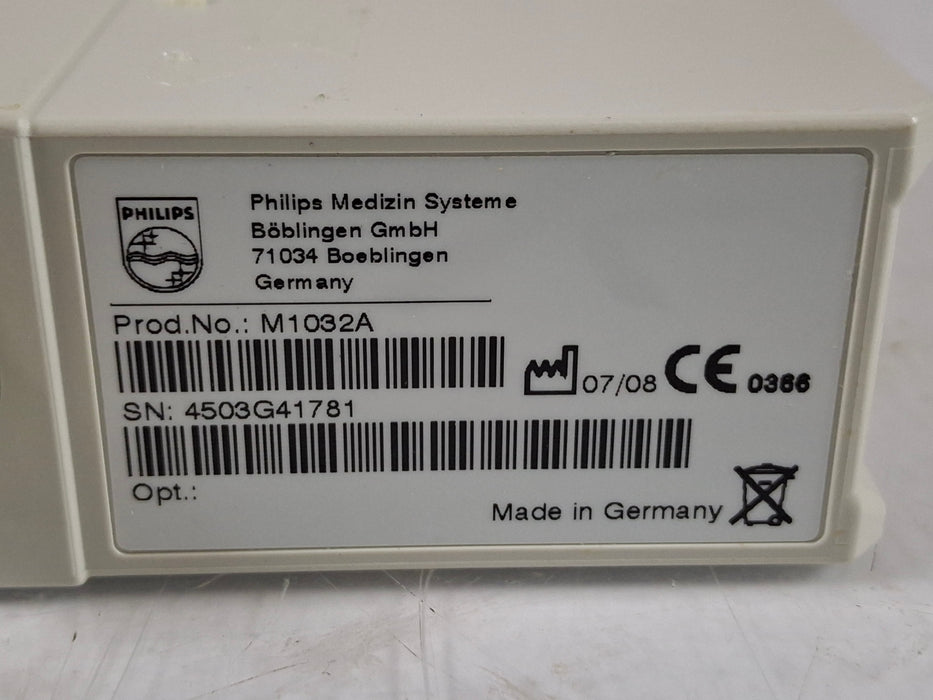 PHILIPS
Philips Medizin Systeme
Böblingen GmbH
71034 Boeblingen
Germany
Prod.No.: M1032A
07/08 CE 0366
SN: 4503G41781
Opt.:
Made in Germany